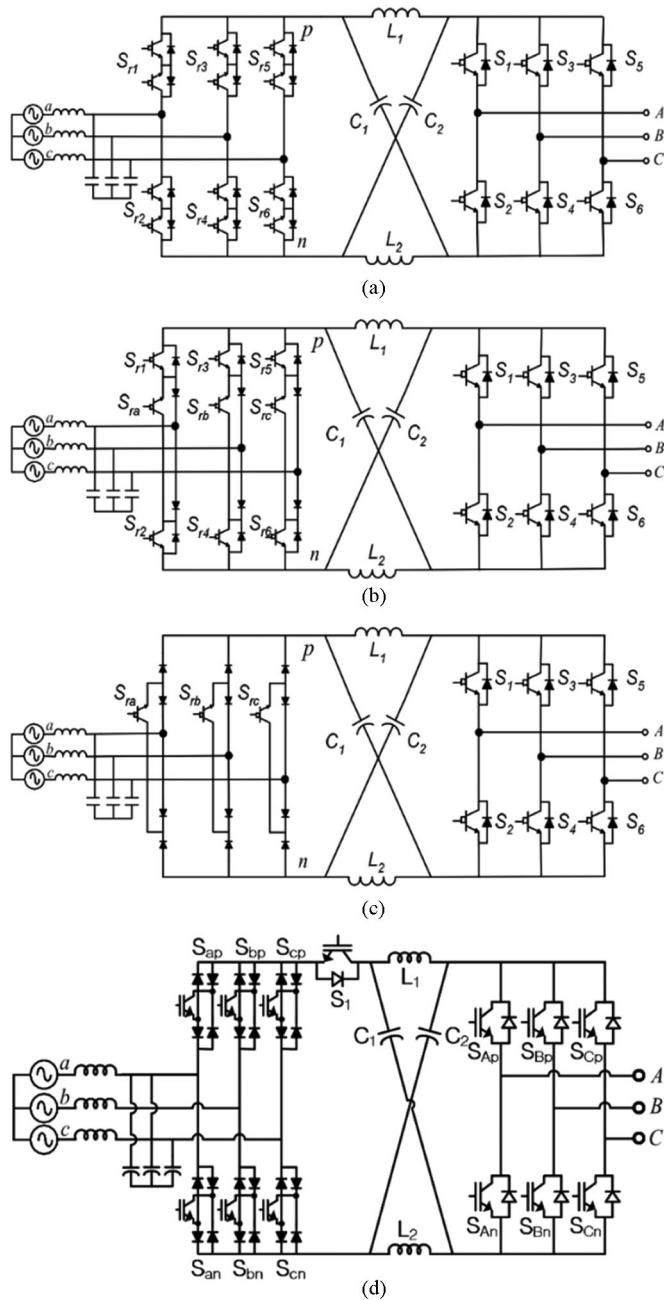 p
L1
Sr1
Sr3
Sr5
S1
S3
S5
a
b
c
C1
C2
A
B
C
Sr2
Sr4
Sr6
n
S2
S4
S6
L2
(a)
p
L1
Sr1
Sr3
Sr5
S1
S3
S5
Sra
Srb
Src
a
b
c
C1
C2
A
B
C
Sr2
Sr4
Sr6
n
S2
S4
S6
L2
(b)
p
L1
Sra
Srb
Src
S1
S3
S5
a
b
c
C1
C2
A
B
C
S2
S4
S6
n
L2
(c)
Sap
Sbp
Scp
S1
L1
C1
C2
SAp
SBp
SCp
a
b
c
A
B
C
San
Sbn
Scn
L2
SAn
SBn
SCn
(d)